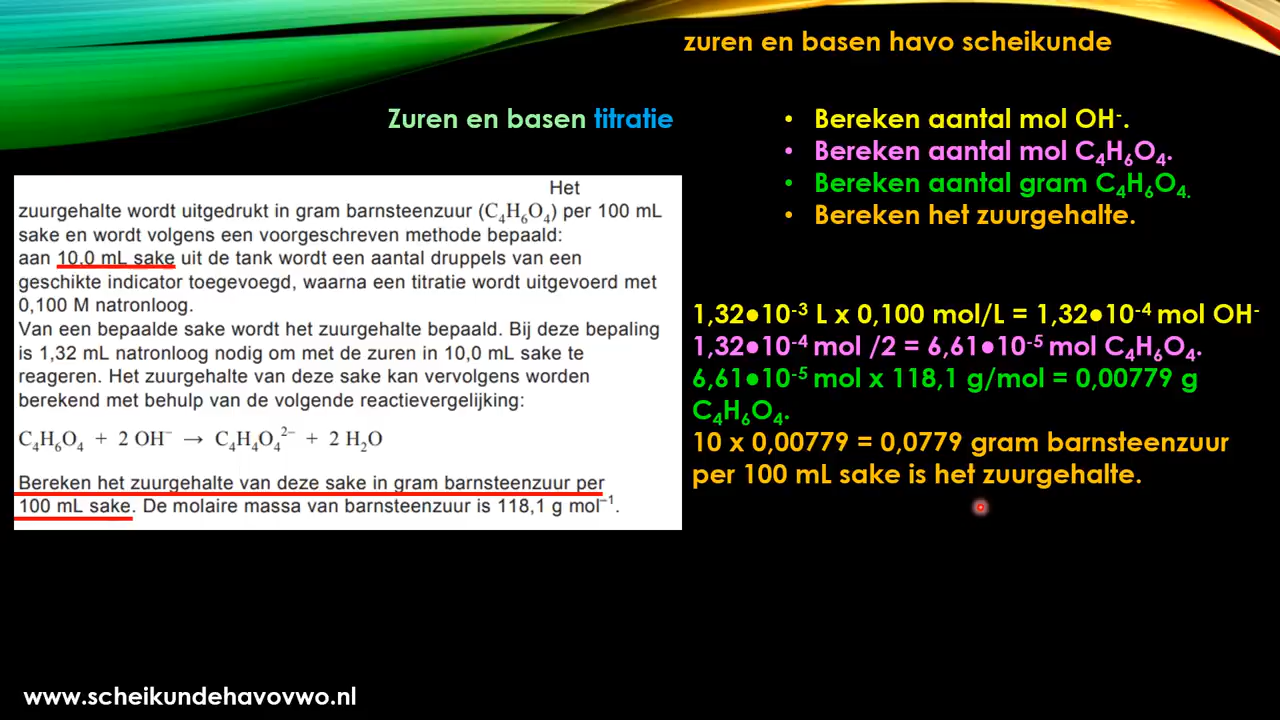 zuren en basen havo scheikunde
Zuren en basen titratie
• Bereken aantal mol OH⁻.
• Bereken aantal mol C₄H₆O₄.
• Bereken aantal gram C₄H₆O₄.
• Bereken het zuurgehalte.
Het
zuurgehalte wordt uitgedrukt in gram barnsteenzuur (C₄H₆O₄) per 100 mL
sake en wordt volgens een voorgeschreven methode bepaald:
aan 10,0 mL sake uit de tank wordt een aantal druppels van een
geschikte indicator toegevoegd, waarna een titratie wordt uitgevoerd met
0,100 M natronloog.
Van een bepaalde sake wordt het zuurgehalte bepaald. Bij deze bepaling
is 1,32 mL natronloog nodig om met de zuren in 10,0 mL sake te
reageren. Het zuurgehalte van deze sake kan vervolgens worden
berekend met behulp van de volgende reactievergelijking:
C₄H₆O₄ + 2 OH⁻ → C₄H₄O₄²⁻ + 2 H₂O
Bereken het zuurgehalte van deze sake in gram barnsteenzuur per
100 mL sake. De molaire massa van barnsteenzuur is 118,1 g mol⁻¹.
1,32●10⁻³ L x 0,100 mol/L = 1,32●10⁻⁴ mol OH⁻
1,32●10⁻⁴ mol /2 = 6,61●10⁻⁵ mol C₄H₆O₄.
6,61●10⁻⁵ mol x 118,1 g/mol = 0,00779 g
C₄H₆O₄.
10 x 0,00779 = 0,0779 gram barnsteenzuur
per 100 mL sake is het zuurgehalte.
www.scheikundehavovwo.nl